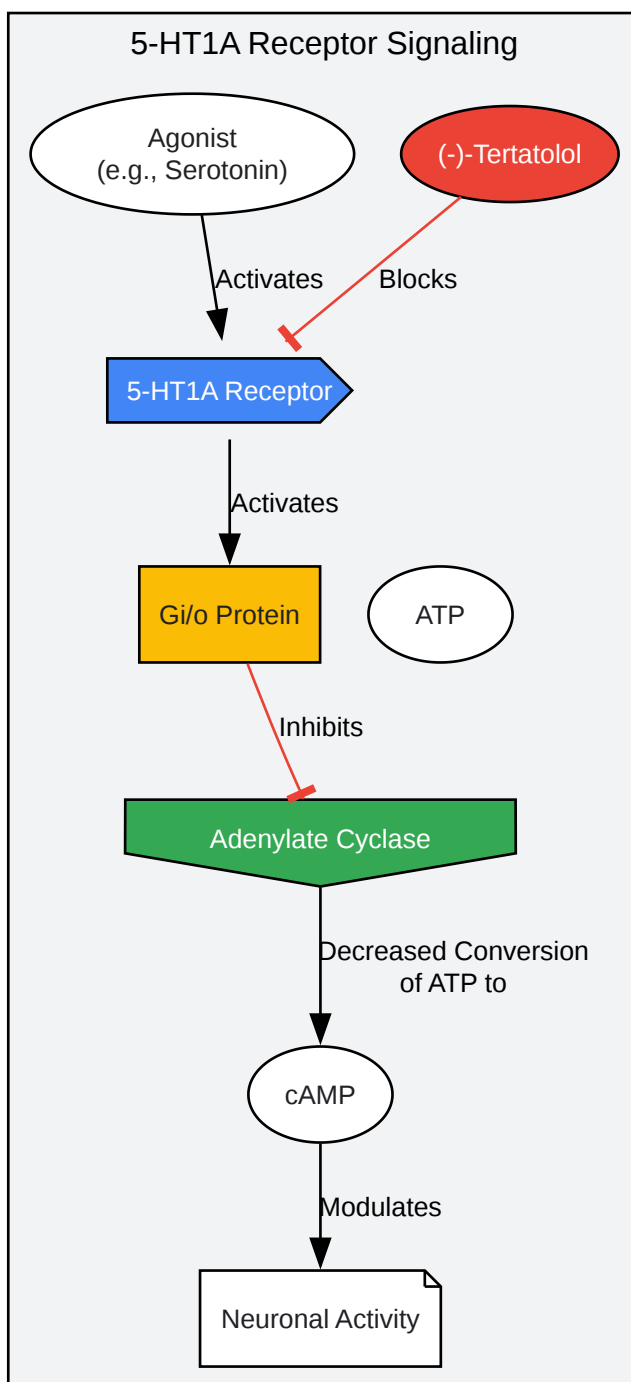 5-HT1A Receptor Signaling
Agonist
(e.g., Serotonin)
(-)-Tertatolol
Activates
Blocks
5-HT1A Receptor
Activates
Gi/o Protein
ATP
Inhibits
Adenylate Cyclase
Decreased Conversion
of ATP to
cAMP
Modulates
Neuronal Activity